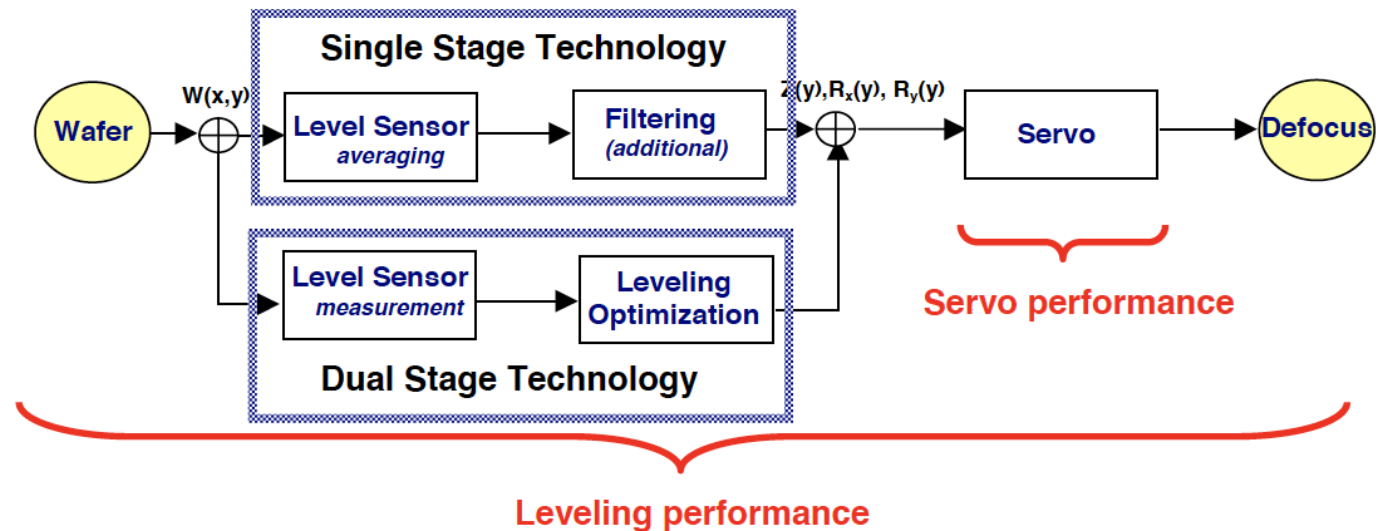 Single Stage Technology
W(x,y)
Z(y),Rx(y), Ry(y)
Wafer
Level Sensor
averaging
Filtering
(additional)
Servo
Defocus
Level Sensor
measurement
Leveling
Optimization
Dual Stage Technology
Servo performance
Leveling performance